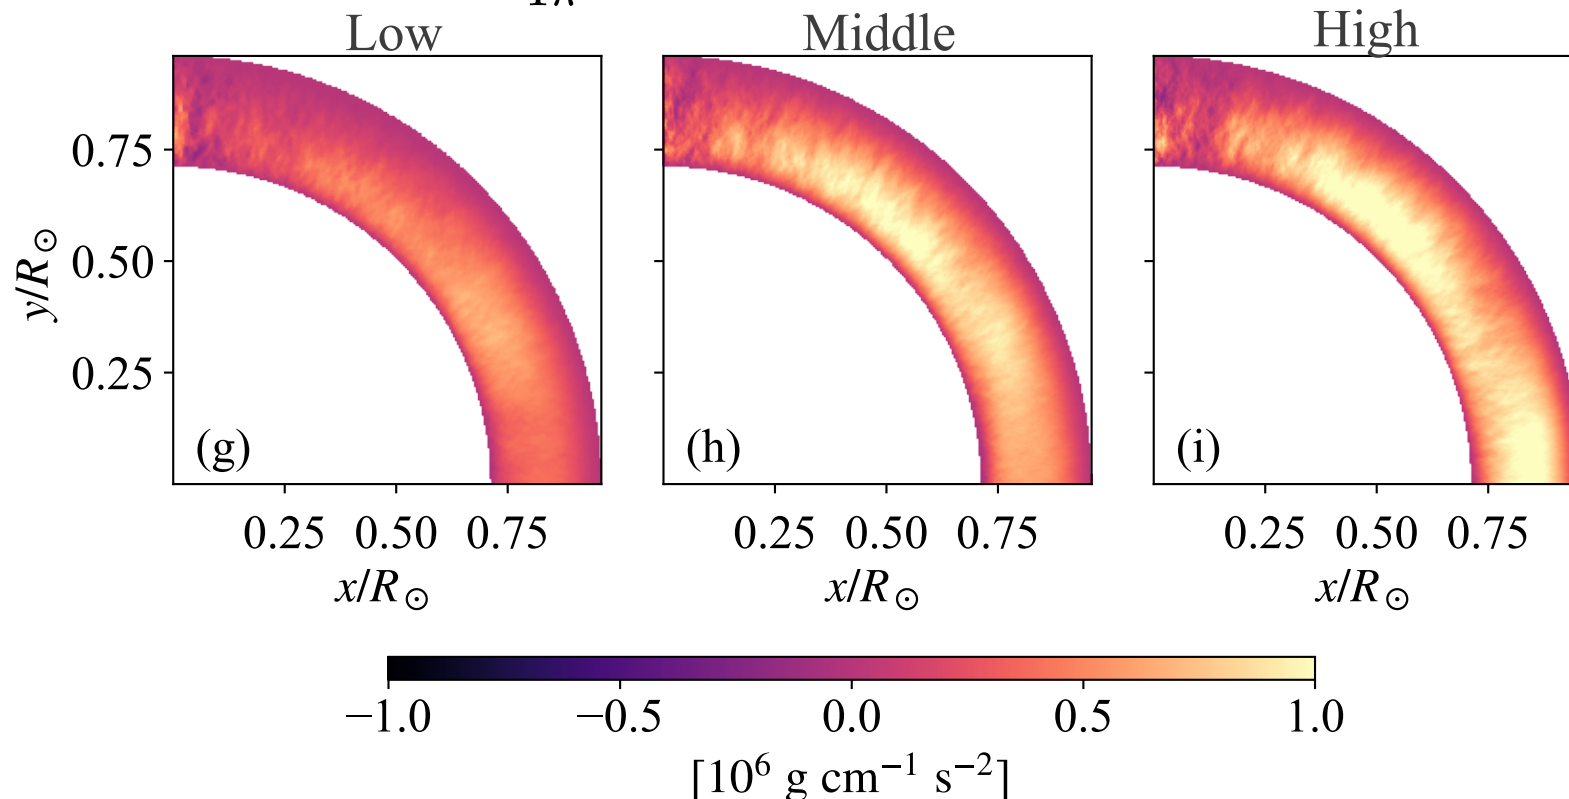 Low Middle High
0.75
0.50
0.25
y/R☉
(g) (h) (i)
0.25 0.50 0.75 0.25 0.50 0.75 0.25 0.50 0.75
x/R☉ x/R☉ x/R☉
−1.0 −0.5 0.0 0.5 1.0
[10⁶ g cm⁻¹ s⁻²]